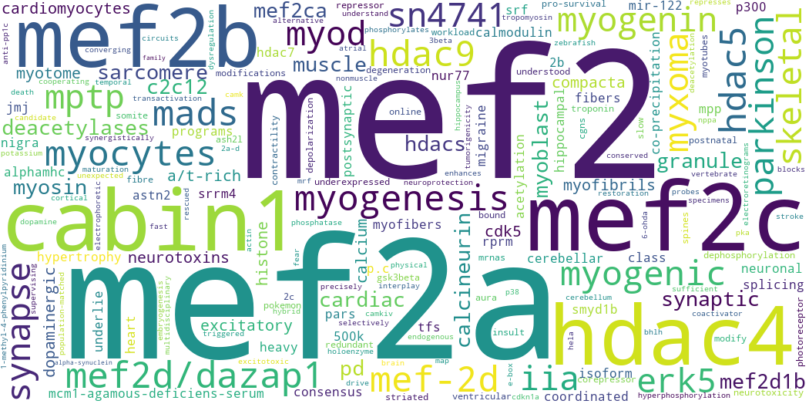 cardiomyocytes
mef2ca
repressor
understand
alternative
sn4741
srf
tropomyosin
pro-survival
mir-122
represses
p300
anti-pp1c
mef2b
converging
circuits
family
dysregulation
hdac7
myod
phosphorylates
workload
3beta
atrial
calmodulin
myogenin
zebrafish
camk
hdac9
nur77
nonmuscle
degeneration
understood
2b
compacta
deacetylation
myotubes
myotome
sarcomere
modifications
muscle
c2c12
mptp
cooperating
temporal
death
transactivation
jmj
candidate
somite
mads
deacetylases
programs
synergistically
ash2l
nigra
potassium
maturation
unexpected
2a-d
myocytes
alphamhc
fibre
a/t-rich
myosin
astn2
srrm4
mrf
contractility
depolarization
online
hdacs
mef2
postsynaptic
hippocampus
tumorigenicity
migraine
conserved
enhances
neuroprotection
underexpressed
cgns
troponin
acetylation
myoblast
hippocampal
fibers
slow
co-precipitation
myxoma
mpp
nppa
hdac5
postnatal
vertebrate
blocks
parkinson
skeletal
electroretinograms
granule
myofibrils
restoration
probes
specimens
stroke
dopamine
cortical
electrophoretic
rescued
cabin1
fast
actin
myogenesis
phosphatase
bound
cdk5
rprm
mrnas
6-ohda
spines
pka
dephosphorylation
mef2c
cerebellar
class
neuronal
splicing
hypertrophy
neurotoxins
histone
myofibers
calcium
calcineurin
p.c
gsk3beta
physical
interplay
aura
p38
cerebellum
myogenic
sufficient
coactivator
synaptic
1-methyl-4-phenylpyridinium
supervising
synapse
dopaminergic
population-matched
underlie
embryogenesis
multidisciplinary
heart
mef2a
2c
fear
pokemon
hybrid
triggered
precisely
camkiv
selectively
cardiac
pars
tfs
excitatory
500k
endogenous
redundant
holoenzyme
insult
excitotoxic
heavy
brain
map
hela
smyd1b
bhlh
modify
photoreceptor
hdac4
alpha-synuclein
mef2d/dazap1
pd
drive
mef-2d
iia
isoform
corepressor
erk5
hyperphosphorylation
mef2d1b
mcm1-agamous-deficiens-serum
consensus
striated
ventricular
e-box
cdkn1a
coordinated
neurotoxicity